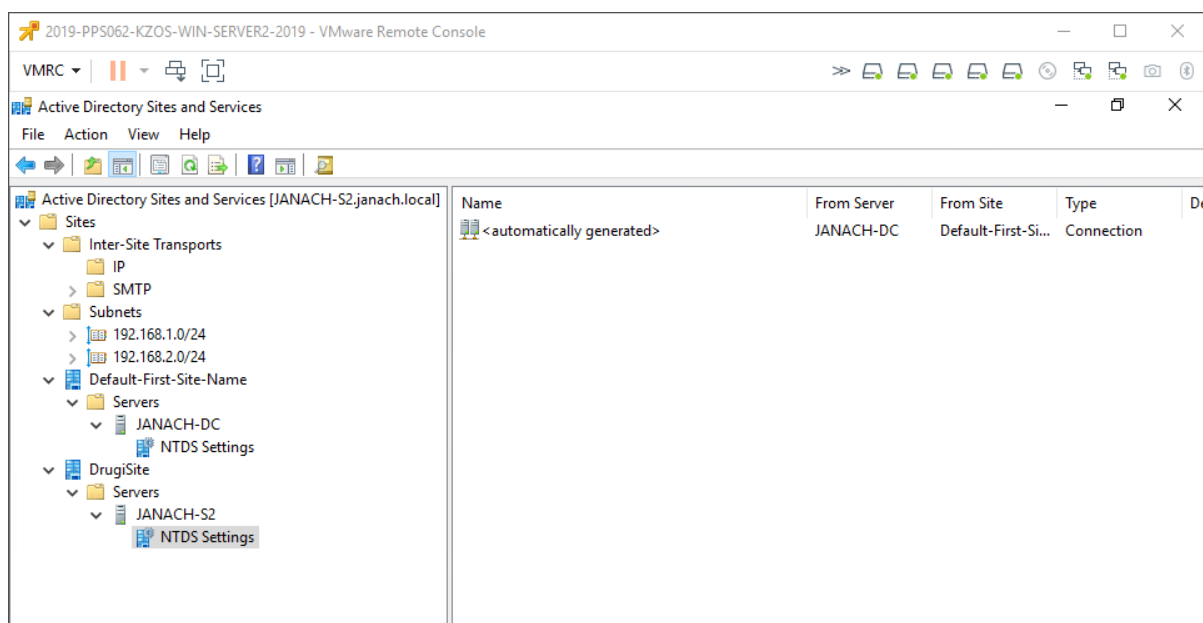 2019-PPS062-KZOS-WIN-SERVER2-2019 - VMware Remote Console
VMRC
Active Directory Sites and Services
File Action View Help
Active Directory Sites and Services [JANACH-S2.janach.local]
Sites
Inter-Site Transports
IP
SMTP
Subnets
192.168.1.0/24
192.168.2.0/24
Default-First-Site-Name
Servers
JANACH-DC
NTDS Settings
DrugiSite
Servers
JANACH-S2
NTDS Settings
Name From Server From Site Type De
<automatically generated> JANACH-DC Default-First-Si... Connection